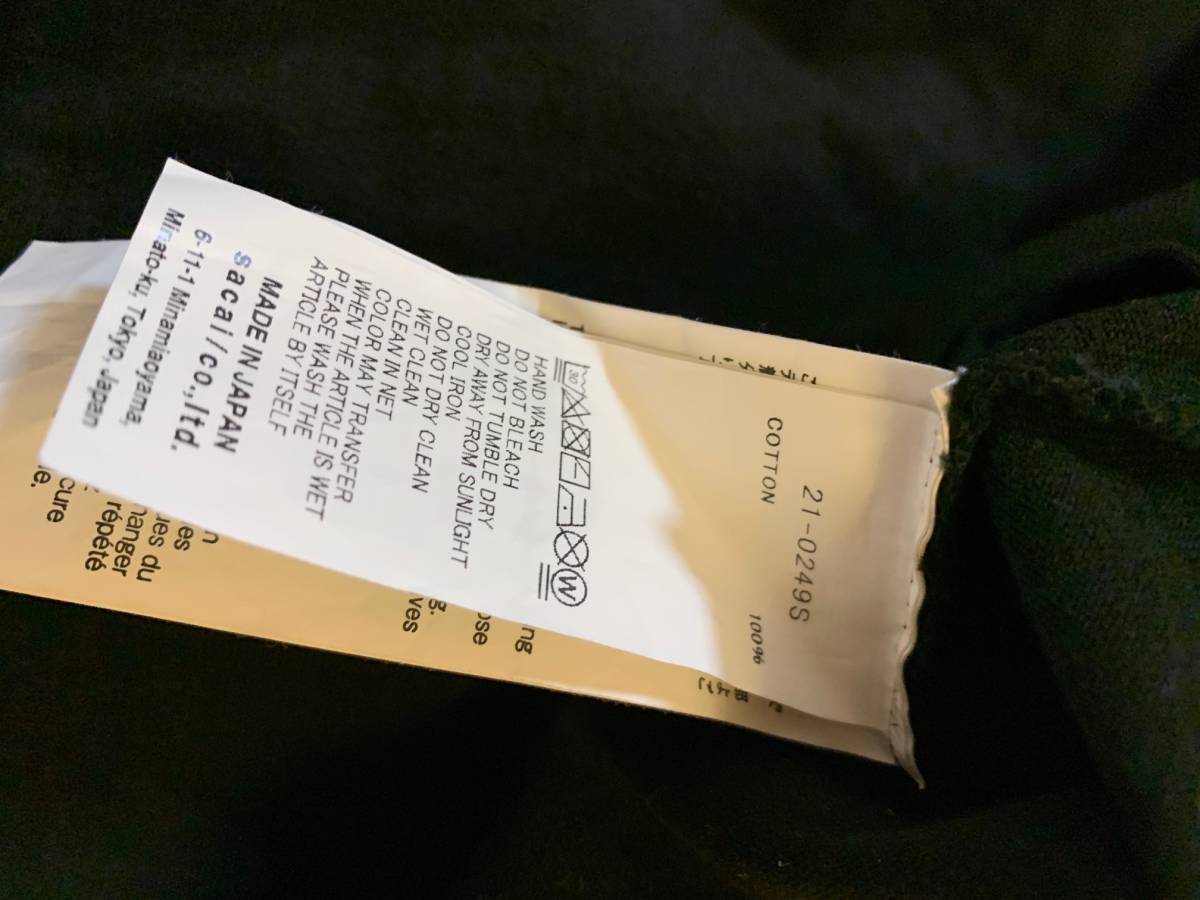 21-0249S
COTTON 100%
HAND WASH
DO NOT BLEACH
DO NOT TUMBLE DRY
DRY AWAY FROM SUNLIGHT
COOL IRON
DO NOT DRY CLEAN
WET CLEAN
CLEAN IN NET
COLOR MAY TRANSFER
WHEN THE ARTICLE IS WET
PLEASE WASH THE
ARTICLE BY ITSELF
MADE IN JAPAN
sacai/co.,ltd.
6-11-1 Minamiaoyama,
Minato-ku, Tokyo, Japan
ng
ose
g.
ves
n
es
les du
hanger
répété
cure
le.